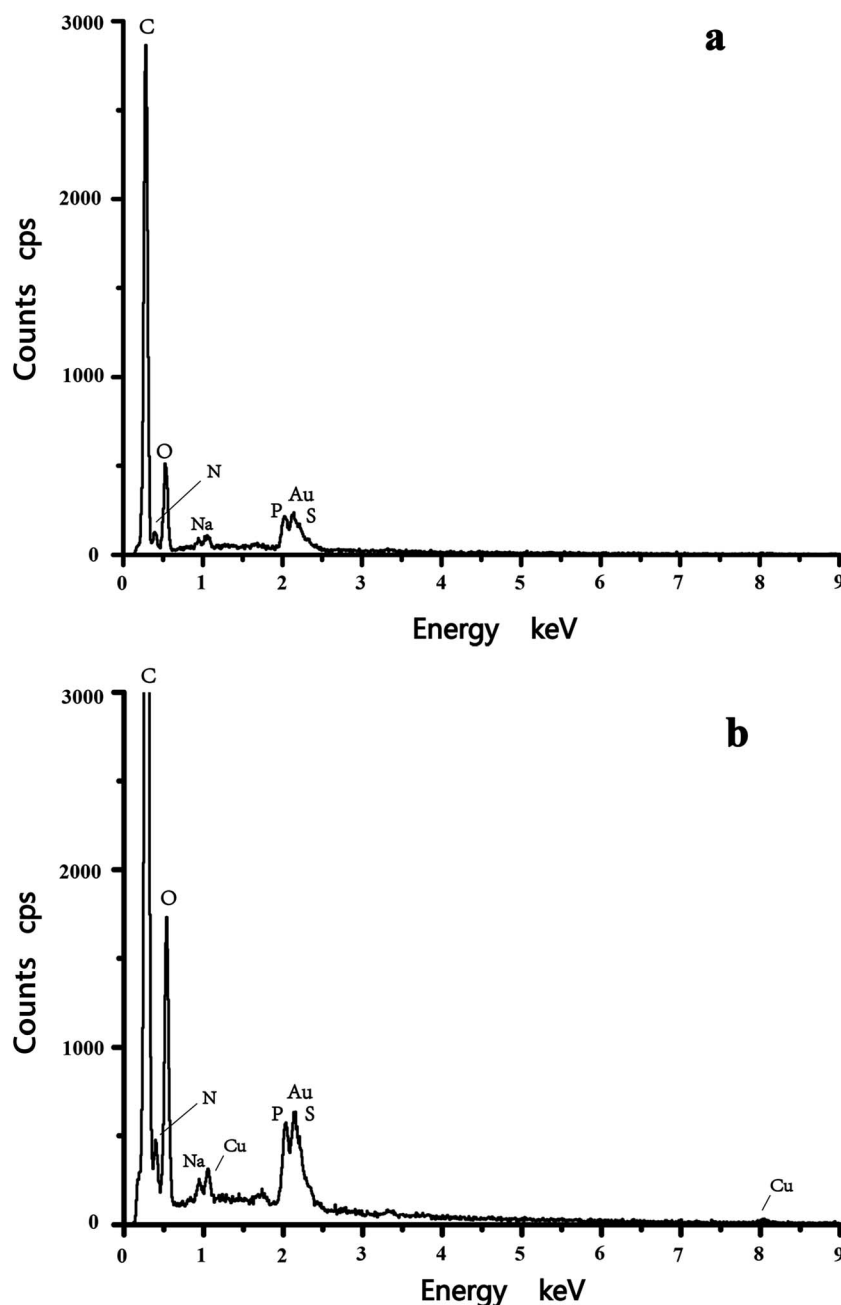 C
3000
a
2000
Counts cps
1000
O
N
Au
P S
Na
0
0 1 2 3 4 5 6 7 8 9
Energy keV
C
3000
b
2000
O
Counts cps
1000
N
Au
P S
Na Cu
Cu
0
0 1 2 3 4 5 6 7 8 9
Energy keV